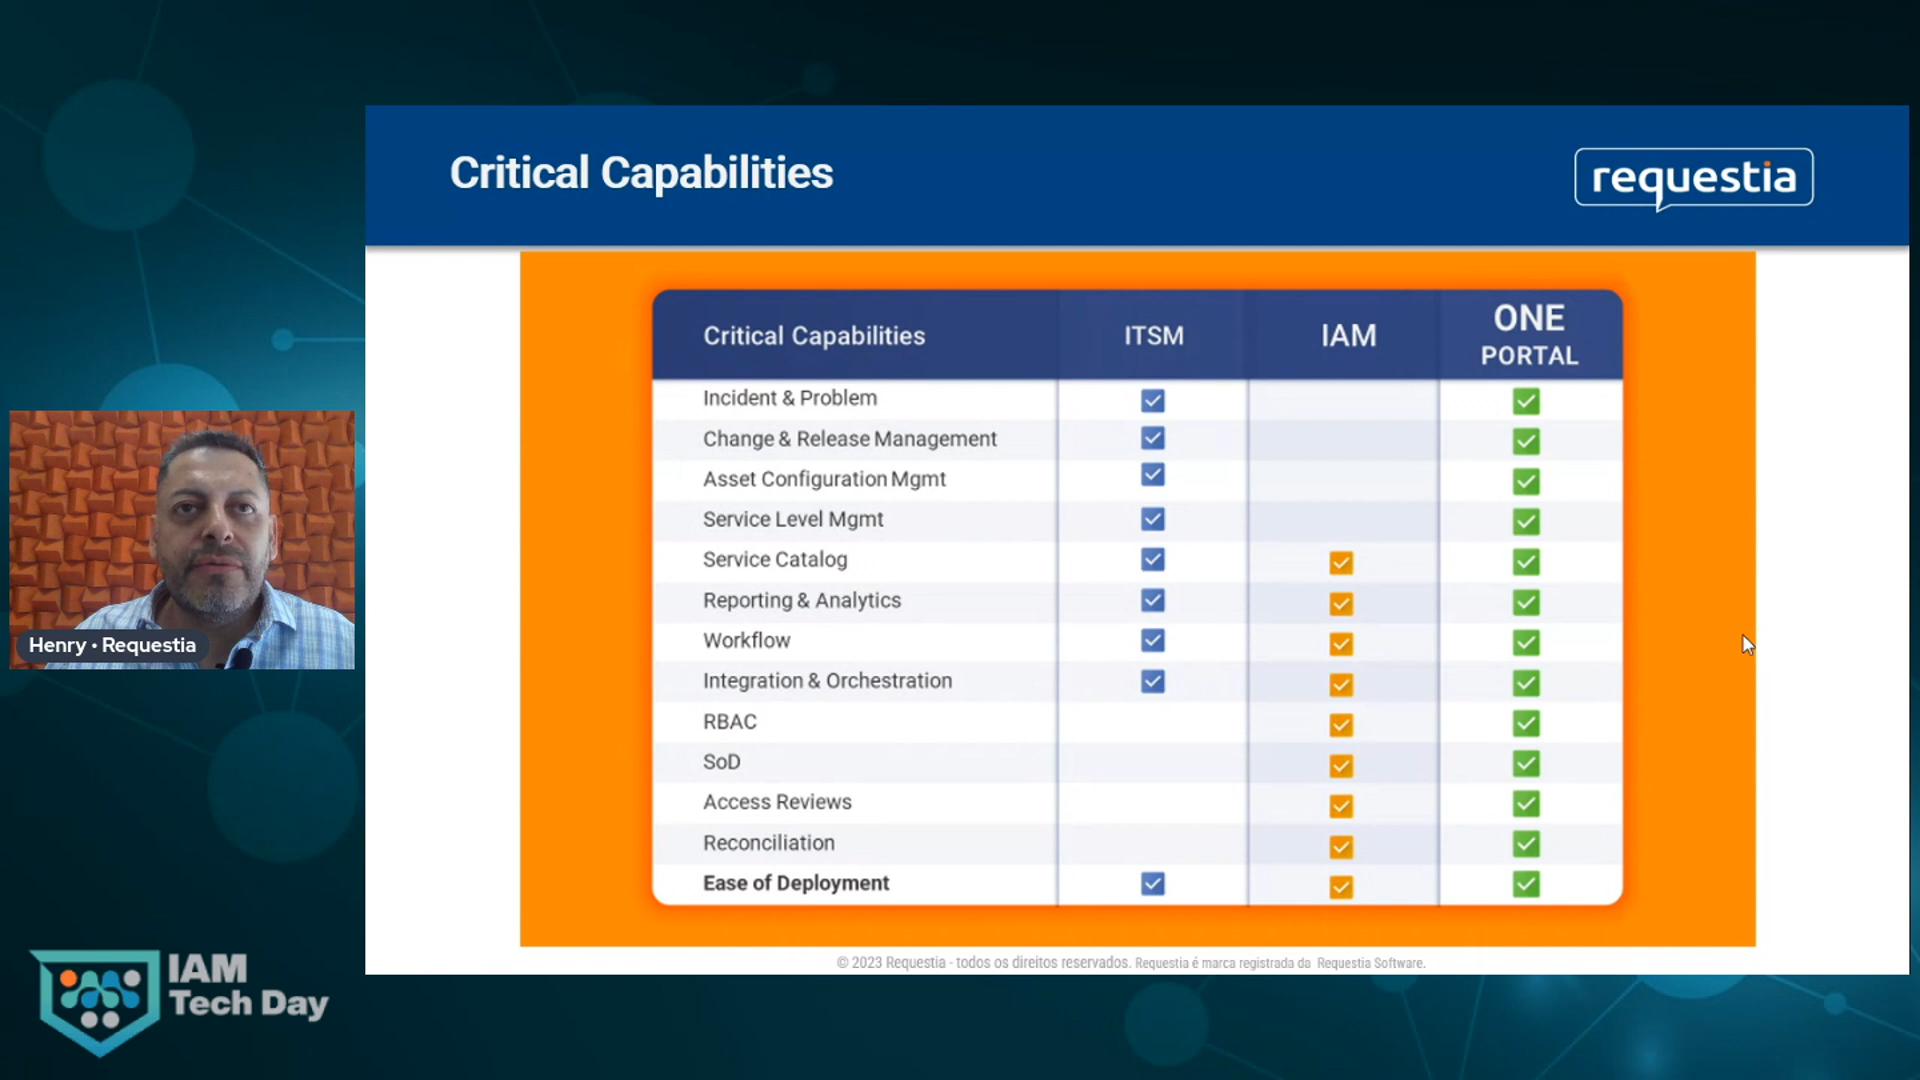 Critical Capabilities
requestia
Critical Capabilities ITSM IAM ONE PORTAL
Incident & Problem
Change & Release Management
Asset Configuration Mgmt
Service Level Mgmt
Service Catalog
Reporting & Analytics
Workflow
Integration & Orchestration
RBAC
SoD
Access Reviews
Reconciliation
Ease of Deployment
© 2023 Requestia - todos os direitos reservados. Requestia é marca registrada da Requestia Software.
Henry • Requestia
IAM
Tech Day